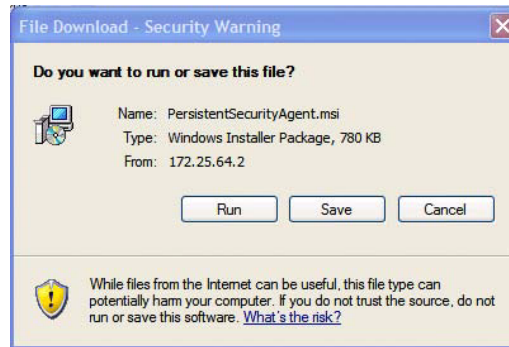 File Download - Security Warning
Do you want to run or save this file?
Name: PersistentSecurityAgent.msi
Type: Windows Installer Package, 780 KB
From: 172.25.64.2
Run Save Cancel
While files from the Internet can be useful, this file type can
potentially harm your computer. If you do not trust the source, do not
run or save this software. What's the risk?